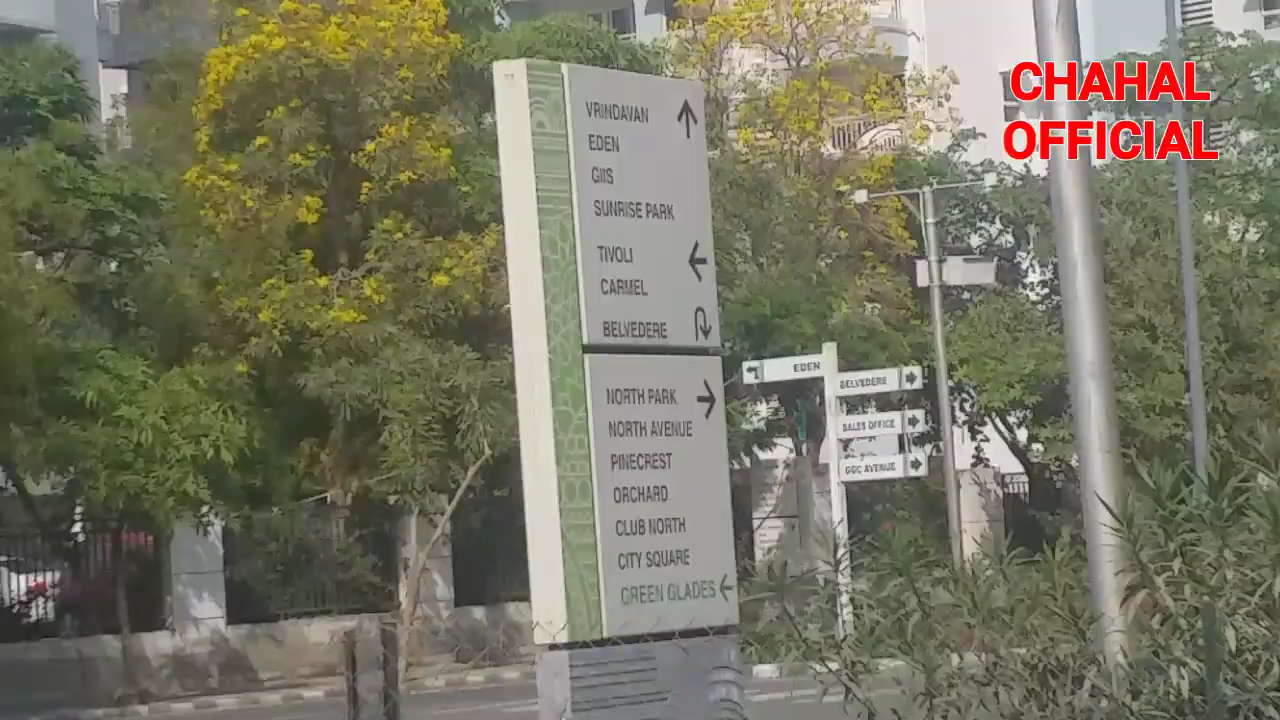 CHAHAL
OFFICIAL
VRINDAVAN
EDEN
GIIS
SUNRISE PARK
TIVOLI
CARMEL
BELVEDERE
NORTH PARK
NORTH AVENUE
PINECREST
ORCHARD
CLUB NORTH
CITY SQUARE
GREEN GLADES
EDEN
BELVEDERE
SALES OFFICE
GGC AVENUE